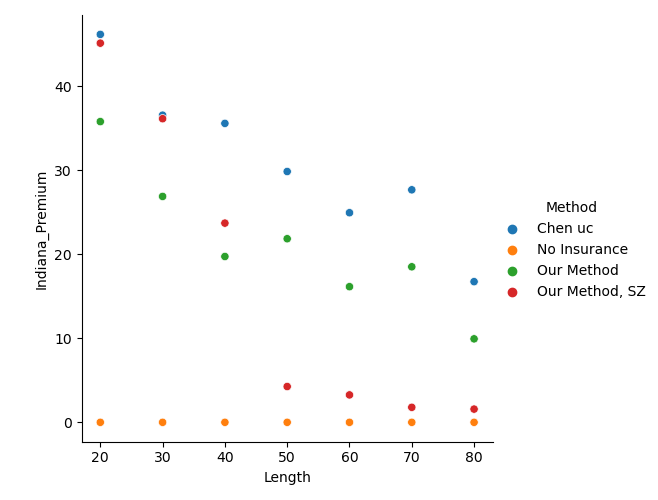 40
30
20
10
0
Indiana_Premium
20 30 40 50 60 70 80
Length
Method
Chen uc
No Insurance
Our Method
Our Method, SZ